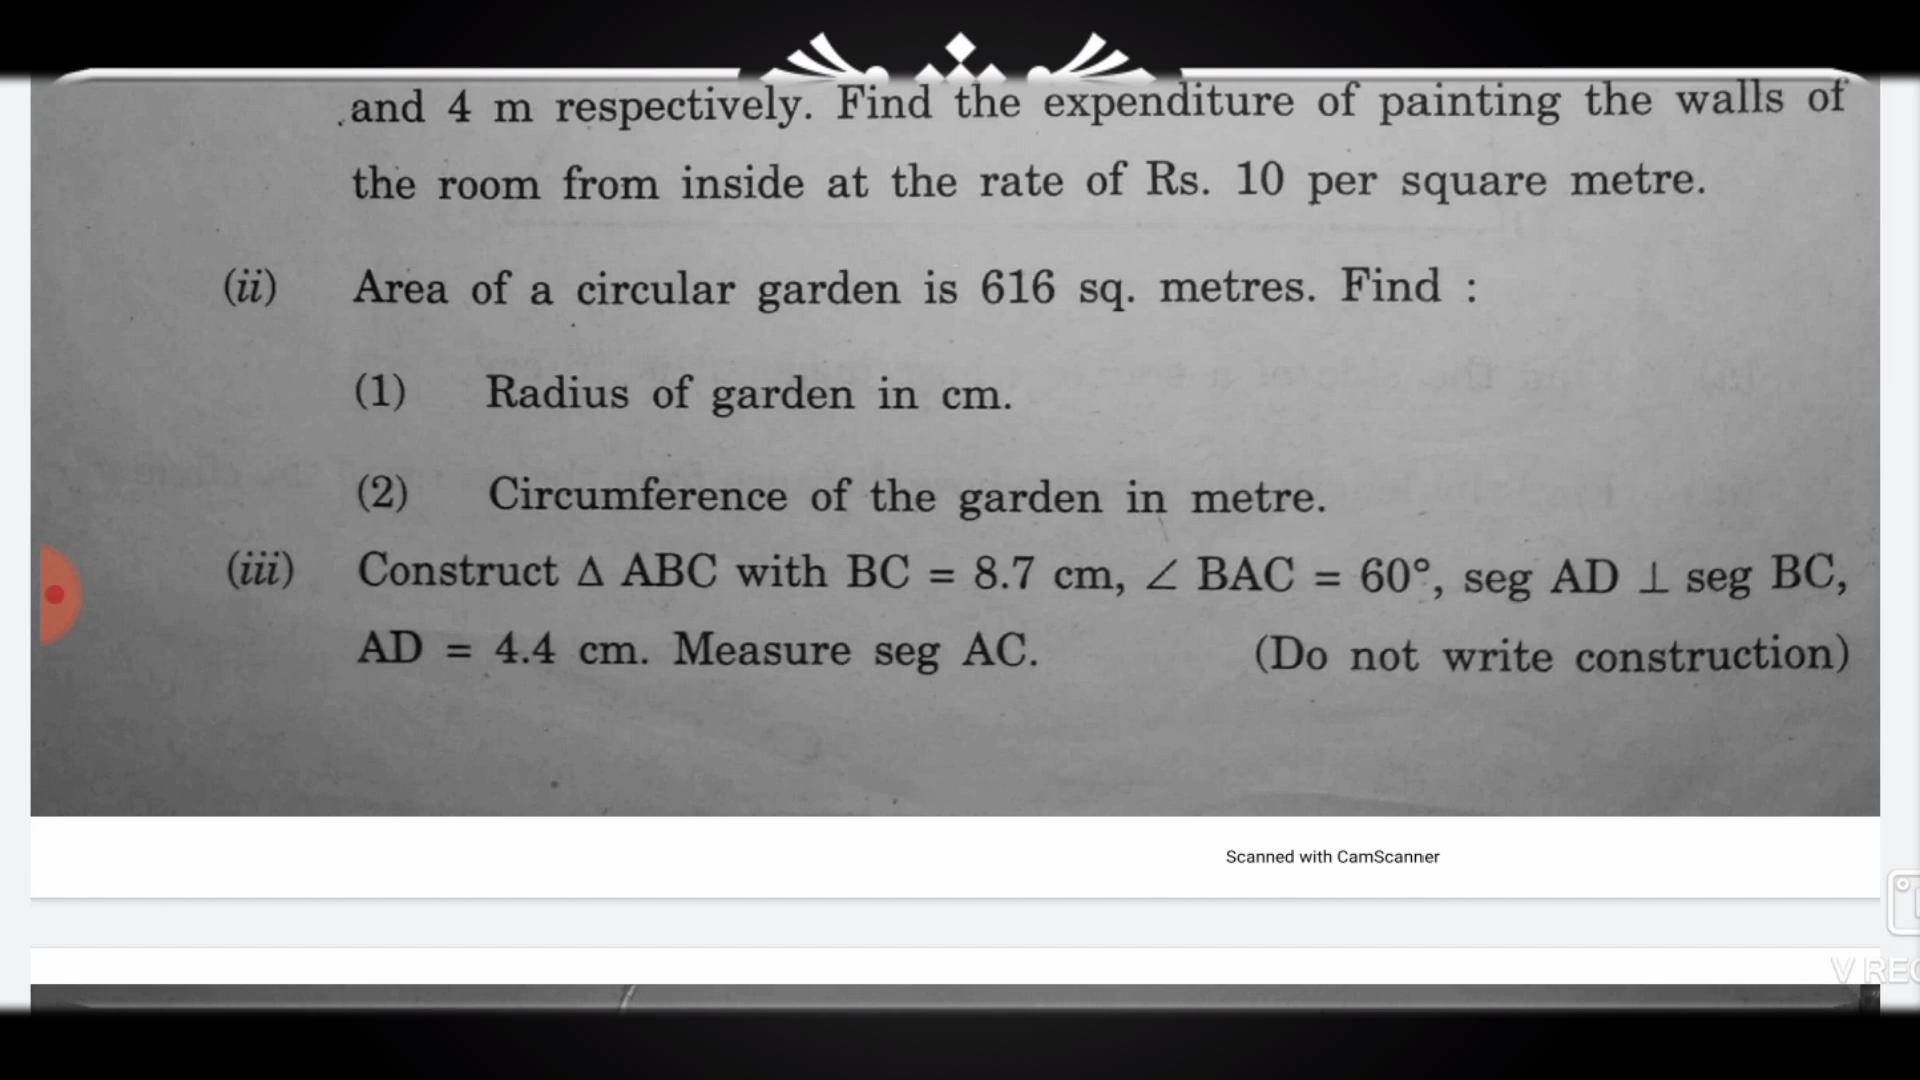 and 4 m respectively. Find the expenditure of painting the walls of
the room from inside at the rate of Rs. 10 per square metre.
(ii) Area of a circular garden is 616 sq. metres. Find :
(1) Radius of garden in cm.
(2) Circumference of the garden in metre.
(iii) Construct Δ ABC with BC = 8.7 cm, ∠ BAC = 60°, seg AD ⊥ seg BC,
AD = 4.4 cm. Measure seg AC. (Do not write construction)
Scanned with CamScanner
V REC